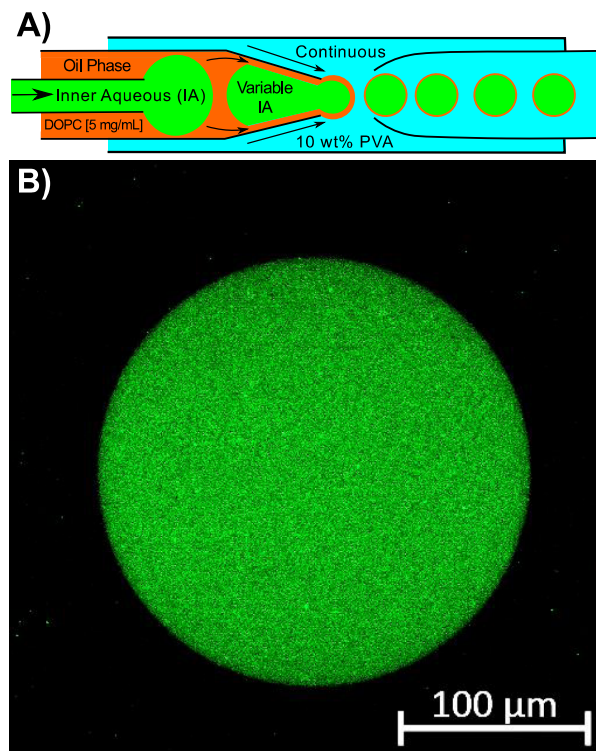 A)
Oil Phase
Continuous
Inner Aqueous (IA)
Variable
IA
DOPC [5 mg/mL]
10 wt% PVA
B)
100 µm